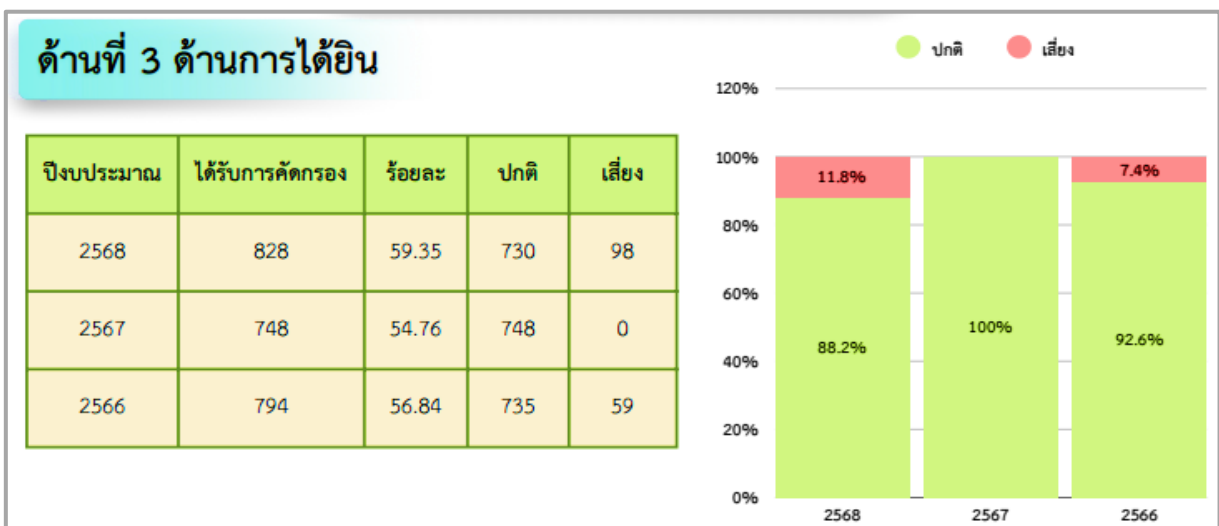 ด้านที่ 3 ด้านการได้ยิน
ปีงบประมาณ ได้รับการคัดกรอง ร้อยละ ปกติ เสี่ยง
2568 828 59.35 730 98
2567 748 54.76 748 0
2566 794 56.84 735 59
ปกติ เสี่ยง
120%
100%
80%
60%
40%
20%
0%
11.8%
7.4%
88.2%
100%
92.6%
2568 2567 2566